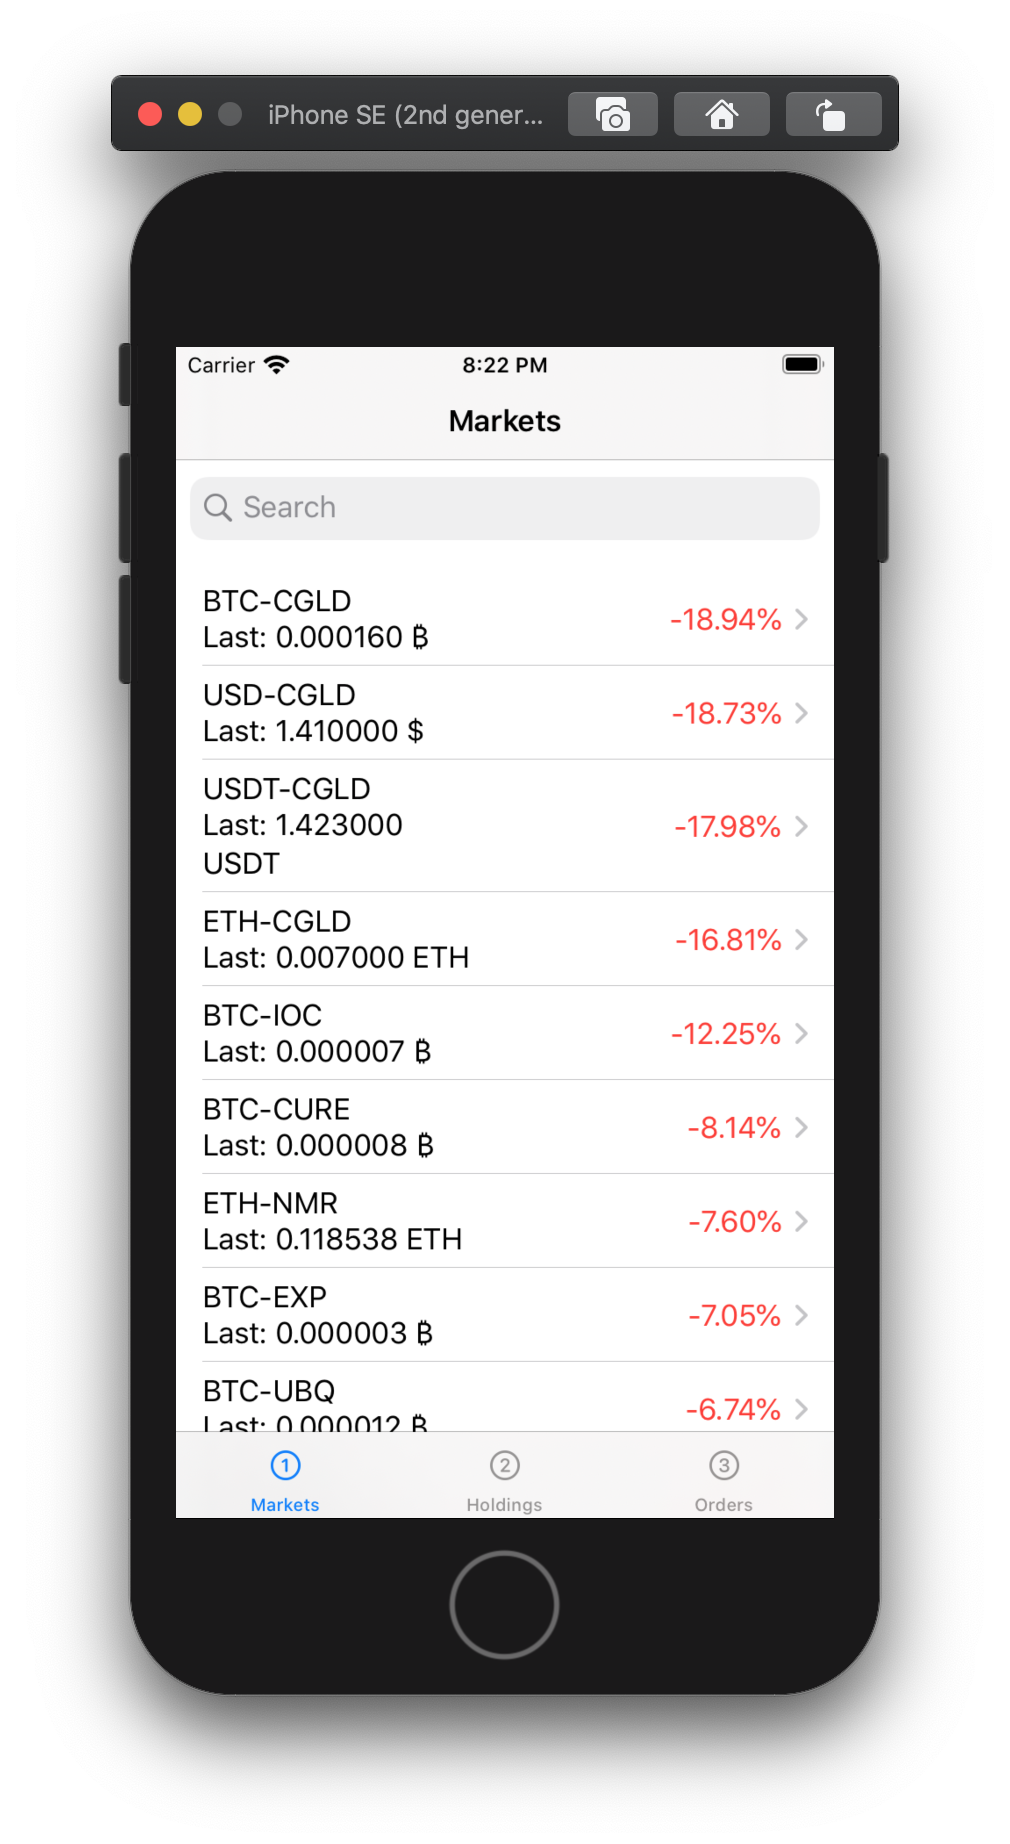 iPhone SE (2nd gener...
Carrier 8:22 PM
Markets
Search
BTC-CGLD
Last: 0.000160 ₿
-18.94%
USD-CGLD
Last: 1.410000 $
-18.73%
USDT-CGLD
Last: 1.423000
USDT
-17.98%
ETH-CGLD
Last: 0.007000 ETH
-16.81%
BTC-IOC
Last: 0.000007 ₿
-12.25%
BTC-CURE
Last: 0.000008 ₿
-8.14%
ETH-NMR
Last: 0.118538 ETH
-7.60%
BTC-EXP
Last: 0.000003 ₿
-7.05%
BTC-UBQ
Last: 0.000012 ₿
-6.74%
1 2 3
Markets Holdings Orders